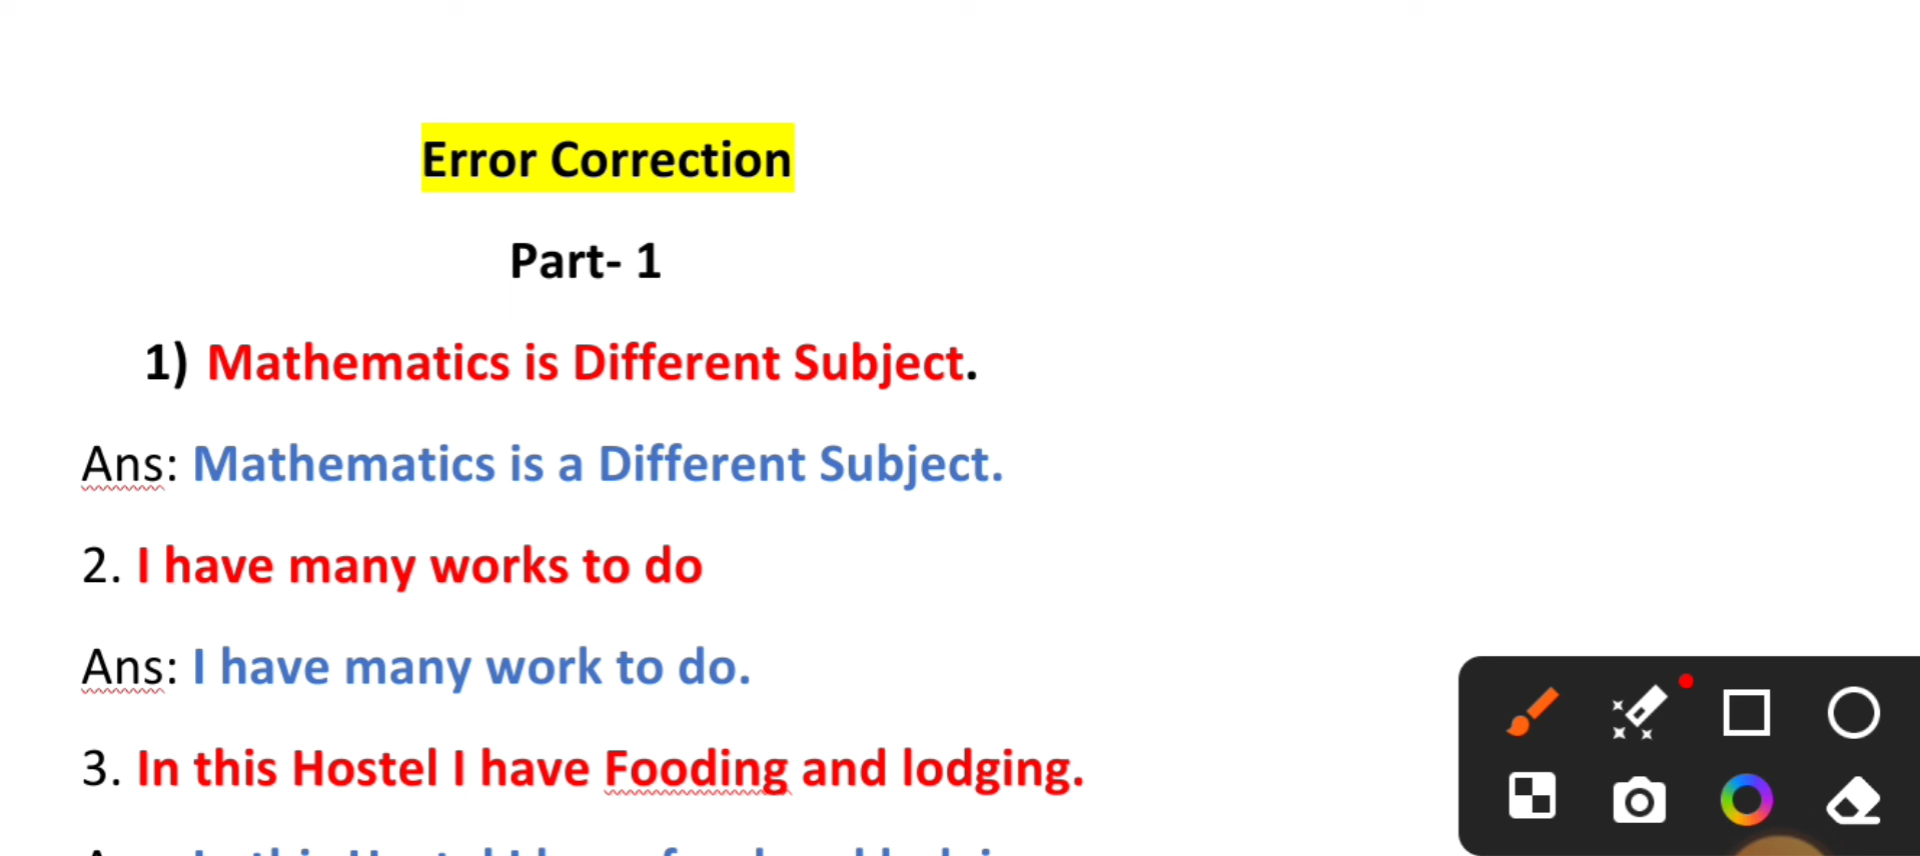 Error Correction
Part- 1
1) Mathematics is Different Subject.
Ans: Mathematics is a Different Subject.
2. I have many works to do
Ans: I have many work to do.
3. In this Hostel I have Fooding and lodging.